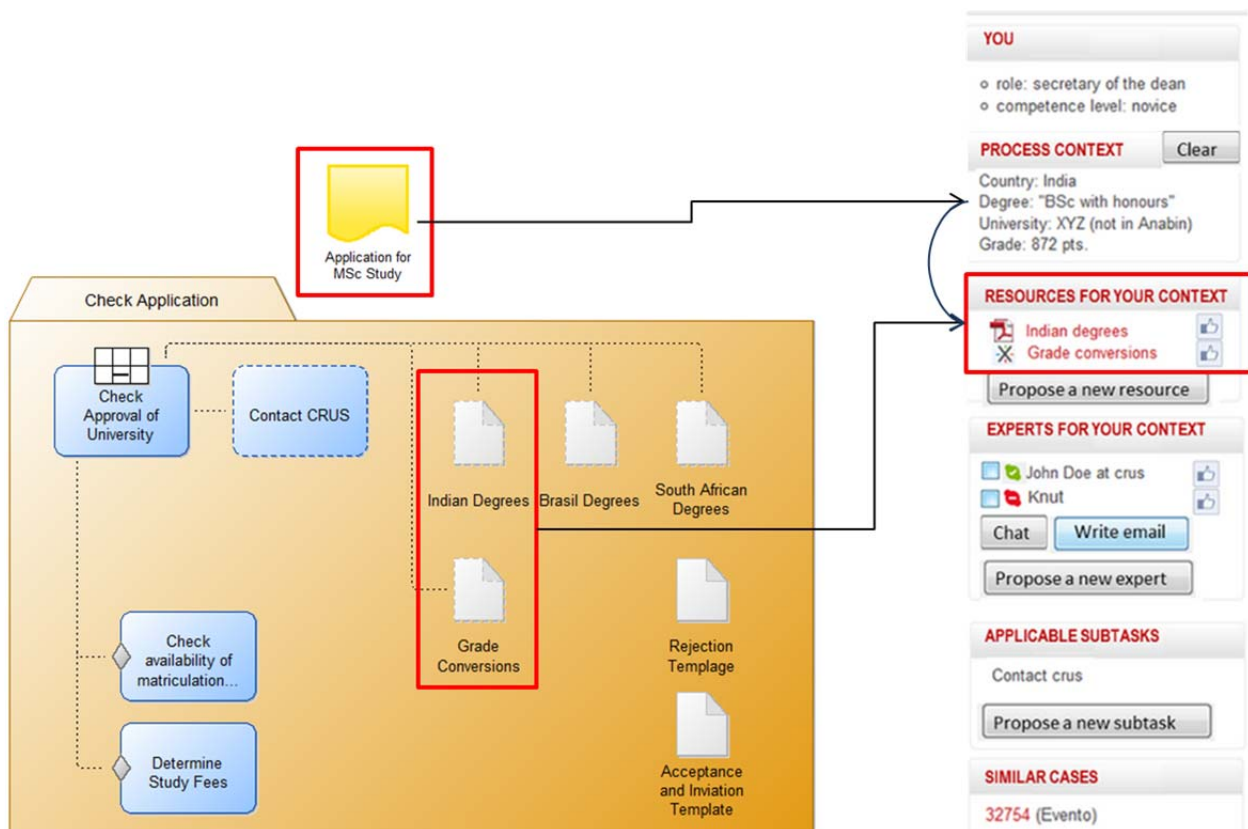 Application for
MSc Study
Check Application
Check
Approval of
University
Contact CRUS
Indian Degrees
Brasil Degrees
South African
Degrees
Grade
Conversions
Rejection
Templage
Check
availability of
matriculation...
Determine
Study Fees
Acceptance
and Inviation
Template
YOU
role: secretary of the dean
competence level: novice
PROCESS CONTEXT
Clear
Country: India
Degree: "BSc with honours"
University: XYZ (not in Anabin)
Grade: 872 pts.
RESOURCES FOR YOUR CONTEXT
Indian degrees
Grade conversions
Propose a new resource
EXPERTS FOR YOUR CONTEXT
John Doe at crus
Knut
Chat
Write email
Propose a new expert
APPLICABLE SUBTASKS
Contact crus
Propose a new subtask
SIMILAR CASES
32754 (Evento)